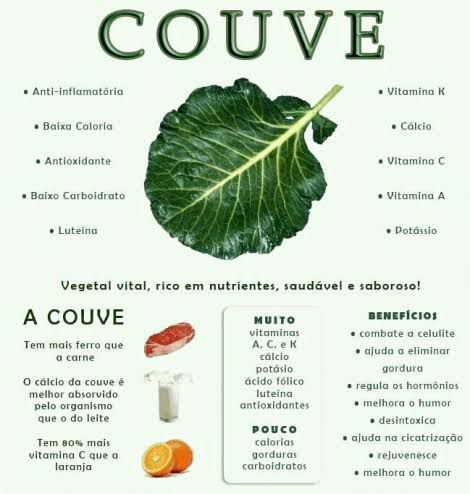 COUVE
• Anti-inflamatória
• Baixa Caloria
• Antioxidante
• Baixo Carboidrato
• Luteína
• Vitamina K
• Cálcio
• Vitamina C
• Vitamina A
• Potássio
Vegetal vital, rico em nutrientes, saudável e saboroso!
A COUVE
Tem mais ferro que
a carne
O cálcio da couve é
melhor absorvido
pelo organismo
que o do leite
Tem 80% mais
vitamina C que a
laranja
MUITO
vitaminas
A, C, e K
cálcio
potásio
ácido fólico
luteína
antioxidantes
POUCO
calorias
gorduras
carboidratos
BENEFÍCIOS
• combate a celulite
• ajuda a eliminar
gordura
• regula os hormônios
• melhora o humor
• desintoxica
• ajuda na cicatrização
• rejuvenesce
• melhora o humor